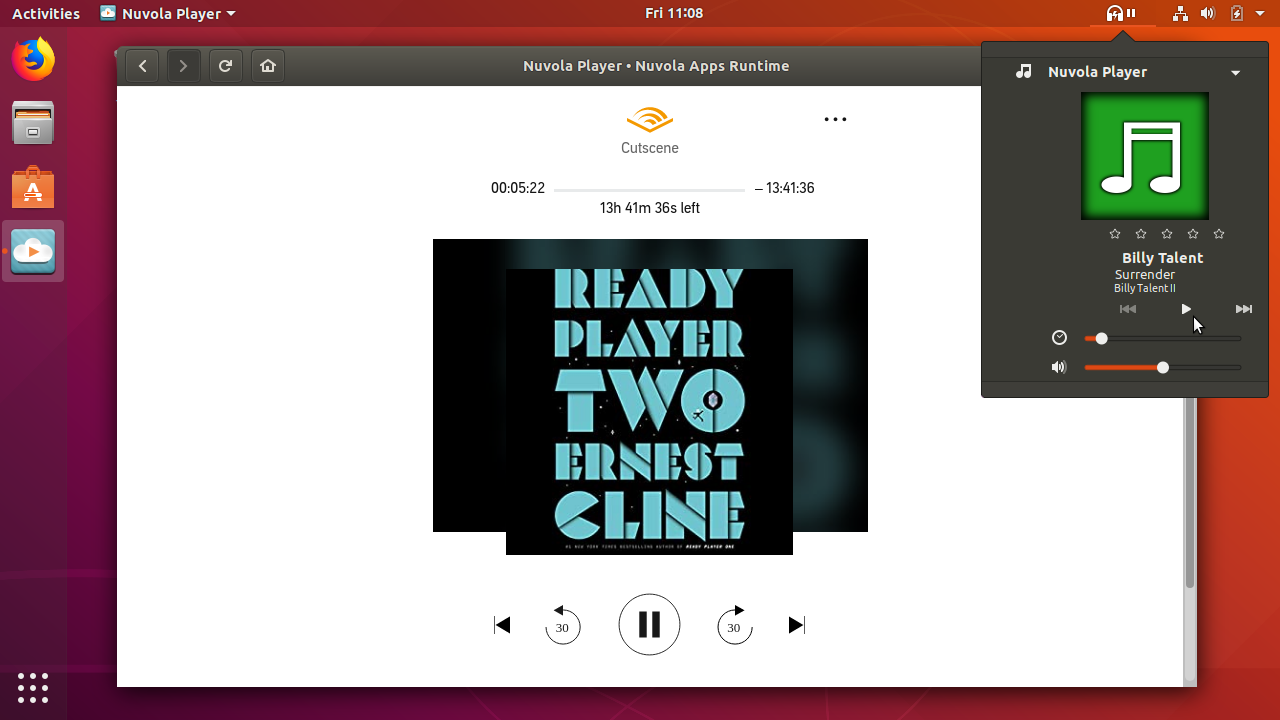 Activities
Nuvola Player
Fri 11:08
Nuvola Player • Nuvola Apps Runtime
Cutscene
00:05:22
– 13:41:36
13h 41m 36s left
READY
PLAYER
TWO
ERNEST
CLINE
#1 NEW YORK TIMES BESTSELLING AUTHOR OF READY PLAYER ONE
30
30
Nuvola Player
Billy Talent
Surrender
Billy Talent II